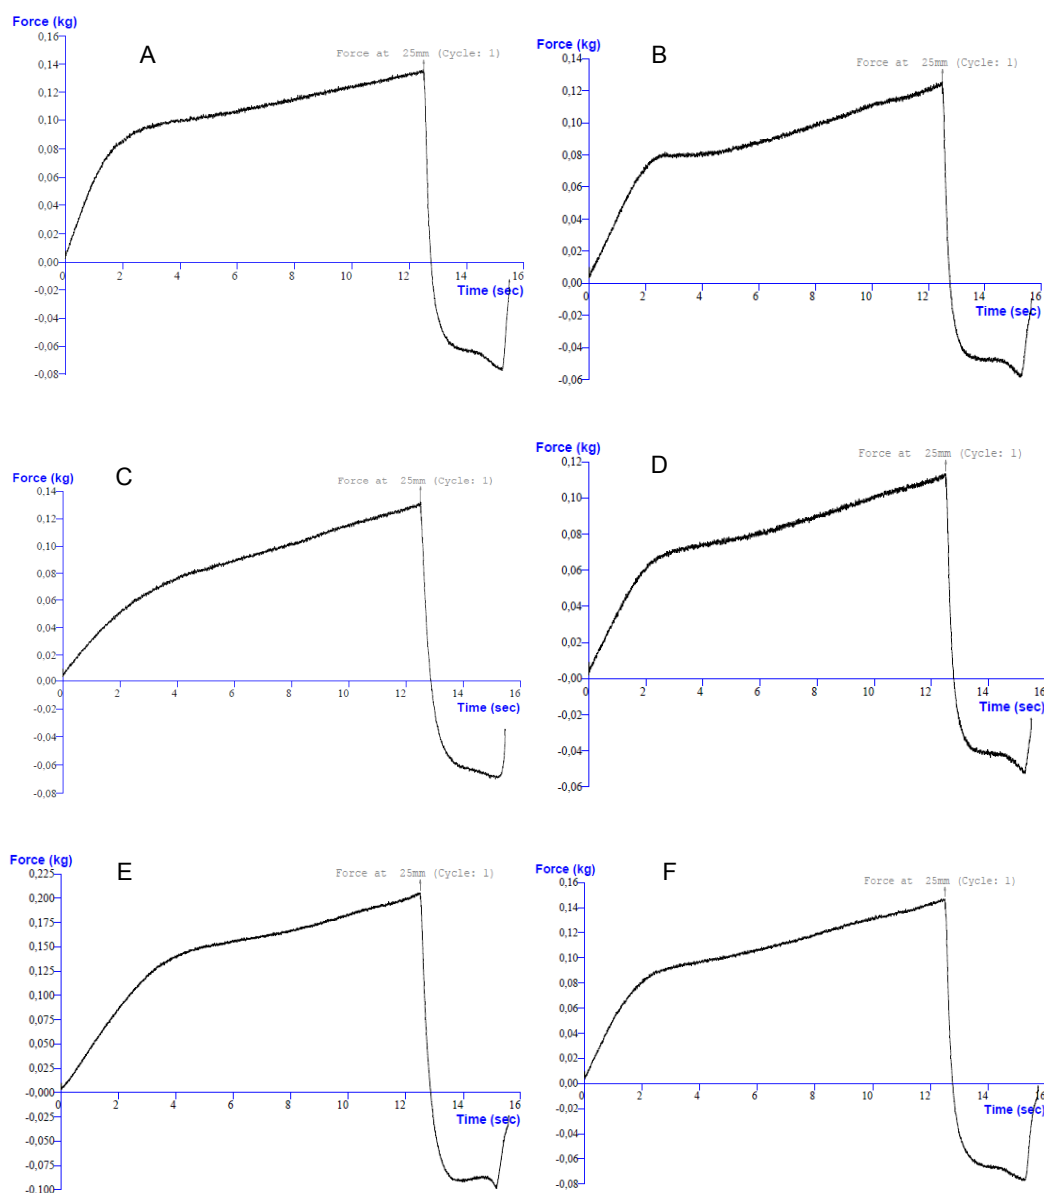 Force (kg)
A
Force at 25mm (Cycle: 1)
0,16
0,14
0,12
0,10
0,08
0,06
0,04
0,02
0,00
-0,02
-0,04
-0,06
-0,08
0 2 4 6 8 10 12 14 16
Time (sec)
Force (kg)
B
Force at 25mm (Cycle: 1)
0,14
0,12
0,10
0,08
0,06
0,04
0,02
0,00
-0,02
-0,04
-0,06
0 2 4 6 8 10 12 14 16
Time (sec)
Force (kg)
C
Force at 25mm (Cycle: 1)
0,14
0,12
0,10
0,08
0,06
0,04
0,02
0,00
-0,02
-0,04
-0,06
-0,08
0 2 4 6 8 10 12 14 16
Time (sec)
Force (kg)
D
Force at 25mm (Cycle: 1)
0,12
0,10
0,08
0,06
0,04
0,02
-0,00
-0,02
-0,04
-0,06
0 2 4 6 8 10 12 14 16
Time (sec)
Force (kg)
E
Force at 25mm (Cycle: 1)
0,225
0,200
0,175
0,150
0,125
0,100
0,075
0,050
0,025
-0,000
-0,025
-0,050
-0,075
-0,100
0 2 4 6 8 10 12 14 16
Time (sec)
Force (kg)
F
Force at 25mm (Cycle: 1)
0,16
0,14
0,12
0,10
0,08
0,06
0,04
0,02
0,00
-0,02
-0,04
-0,06
-0,08
0 2 4 6 8 10 12 14 16
Time (sec)